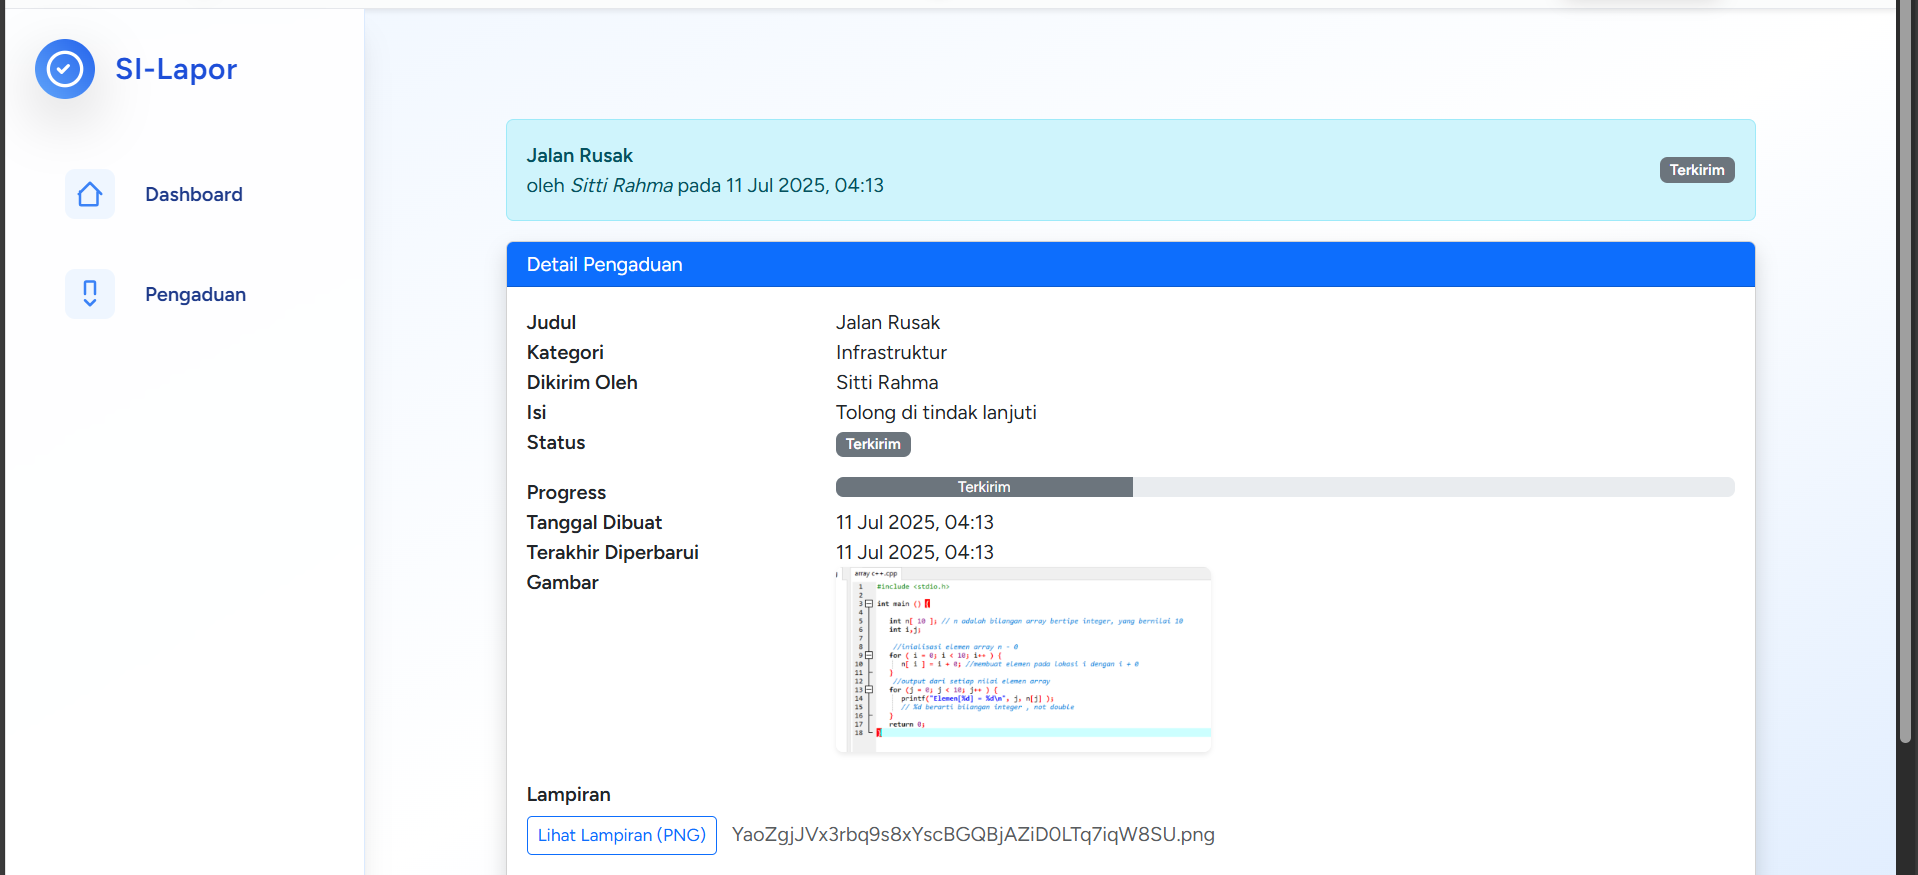 SI-Lapor
Dashboard
Pengaduan
Jalan Rusak
oleh Sitti Rahma pada 11 Jul 2025, 04:13
Terkirim
Detail Pengaduan
Judul Jalan Rusak
Kategori Infrastruktur
Dikirim Oleh Sitti Rahma
Isi Tolong di tindak lanjuti
Status Terkirim
Progress Terkirim
Tanggal Dibuat 11 Jul 2025, 04:13
Terakhir Diperbarui 11 Jul 2025, 04:13
Gambar
array c++.cpp
1 #include <stdio.h>
2
3 int main () {
4
5 int n[ 10 ]; // n adalah bilangan array bertipe integer, yang bernilai 10
6 int i,j;
7
8 //inialisasi elemen array n - 0
9 for ( i = 0; i < 10; i++ ) {
10 n[ i ] = i + 0; //membuat elemen pada lokasi i dengan i + 0
11 }
12 //output dari setiap nilai elemen array
13 for (j = 0; j < 10; j++ ) {
14 printf("Elemen[%d] = %d\n", j, n[j] );
15 // %d berarti bilangan integer , not double
16 }
17 return 0;
18 }
Lampiran
Lihat Lampiran (PNG) YaoZgjJVx3rbq9s8xYscBGQBjAZiD0LTq7iqW8SU.png